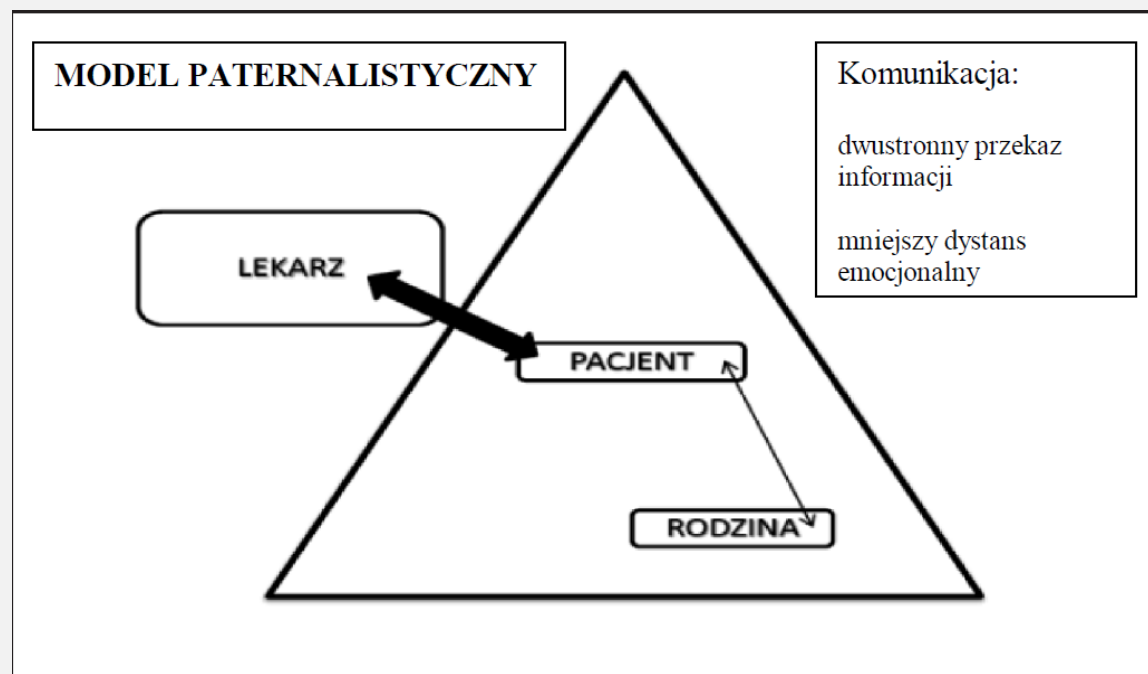 MODEL PATERNALISTYCZNY
Komunikacja:
dwustronny przekaz
informacji
mniejszy dystans
emocjonalny
LEKARZ
PACJENT
RODZINA